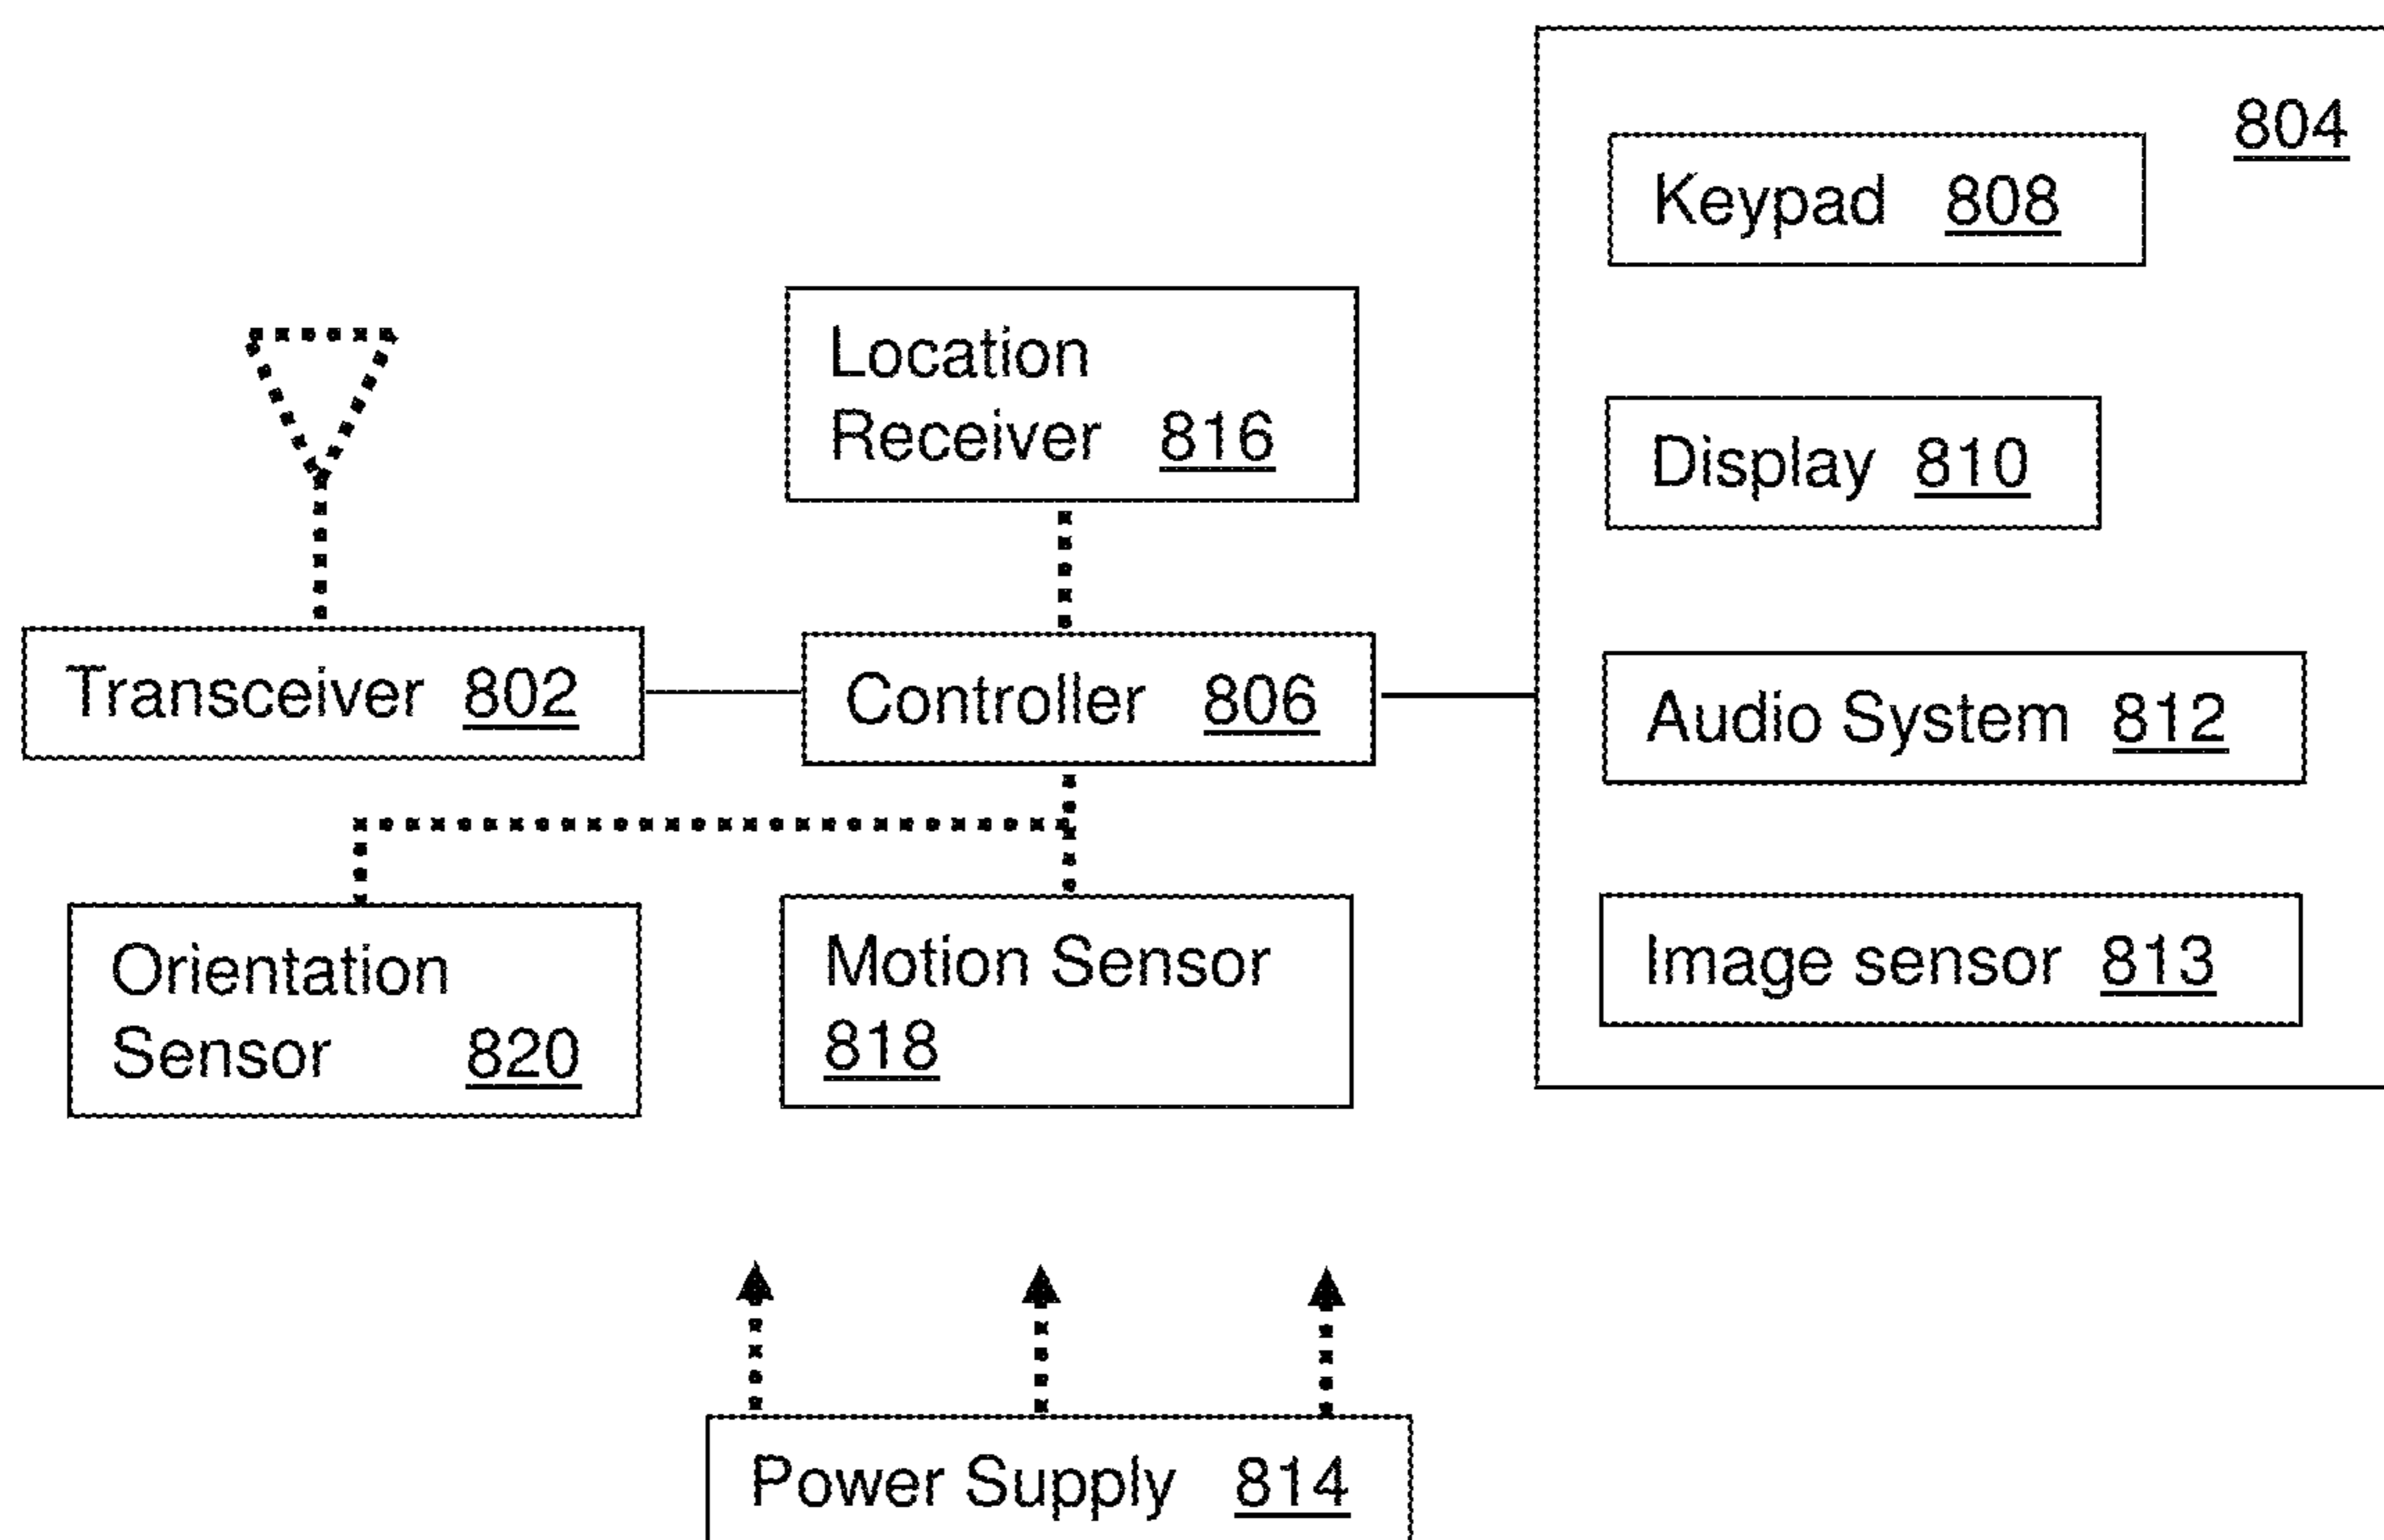 804
Keypad 808
Location
Receiver 816
Display 810
Transceiver 802
Controller 806
Audio System 812
Orientation
Sensor 820
Motion Sensor
818
Image sensor 813
Power Supply 814